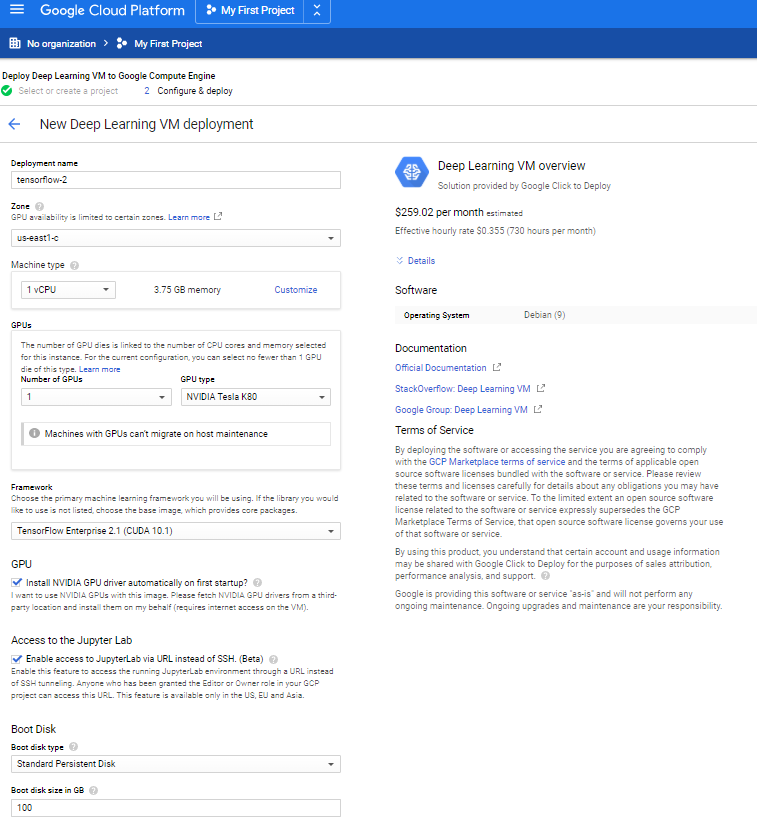 Google Cloud Platform My First Project
No organization My First Project
Deploy Deep Learning VM to Google Compute Engine
Select or create a project 2 Configure & deploy
New Deep Learning VM deployment
Deployment name
tensorflow-2
Zone
GPU availability is limited to certain zones. Learn more
us-east1-c
Machine type
1 vCPU 3.75 GB memory Customize
GPUs
The number of GPU dies is linked to the number of CPU cores and memory selected
for this instance. For the current configuration, you can select no fewer than 1 GPU
die of this type. Learn more
Number of GPUs GPU type
1 NVIDIA Tesla K80
Machines with GPUs can't migrate on host maintenance
Framework
Choose the primary machine learning framework you will be using. If the library you would
like to use is not listed, choose the base image, which provides core packages.
TensorFlow Enterprise 2.1 (CUDA 10.1)
GPU
Install NVIDIA GPU driver automatically on first startup?
I want to use NVIDIA GPUs with this image. Please fetch NVIDIA GPU drivers from a third-
party location and install them on my behalf (requires internet access on the VM).
Access to the Jupyter Lab
Enable access to JupyterLab via URL instead of SSH. (Beta)
Enable this feature to access the running JupyterLab environment through a URL instead
of SSH tunneling. Anyone who has been granted the Editor or Owner role in your GCP
project can access this URL. This feature is available only in the US, EU and Asia.
Boot Disk
Boot disk type
Standard Persistent Disk
Boot disk size in GB
100
Deep Learning VM overview
Solution provided by Google Click to Deploy
$259.02 per month estimated
Effective hourly rate $0.355 (730 hours per month)
Details
Software
Operating System Debian (9)
Documentation
Official Documentation
StackOverflow: Deep Learning VM
Google Group: Deep Learning VM
Terms of Service
By deploying the software or accessing the service you are agreeing to comply
with the GCP Marketplace terms of service and the terms of applicable open
source software licenses bundled with the software or service. Please review
these terms and licenses carefully for details about any obligations you may have
related to the software or service. To the limited extent an open source software
license related to the software or service expressly supersedes the GCP
Marketplace Terms of Service, that open source software license governs your use
of that software or service.
By using this product, you understand that certain account and usage information
may be shared with Google Click to Deploy for the purposes of sales attribution,
performance analysis, and support.
Google is providing this software or service "as-is" and will not perform any
ongoing maintenance. Ongoing upgrades and maintenance are your responsibility.